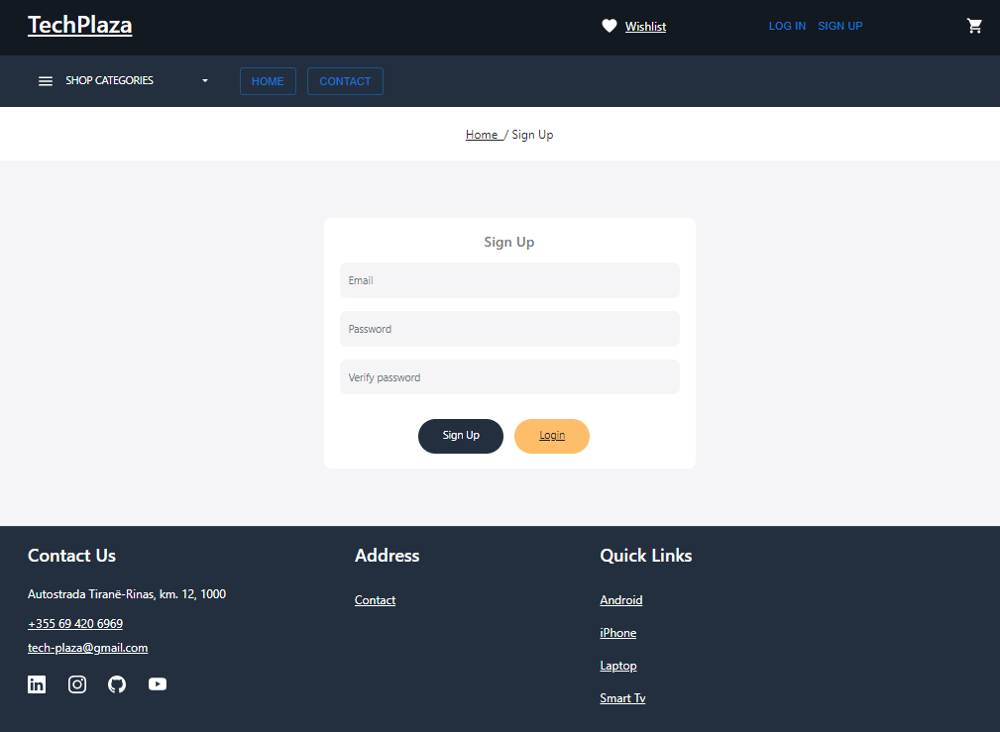 TechPlaza
Wishlist
LOG IN SIGN UP
SHOP CATEGORIES
HOME
CONTACT
Home / Sign Up
Sign Up
Email
Password
Verify password
Sign Up
Login
Contact Us
Autostrada Tiranë-Rinas, km. 12, 1000
+355 69 420 6969
tech-plaza@gmail.com
Address
Contact
Quick Links
Android
iPhone
Laptop
Smart Tv